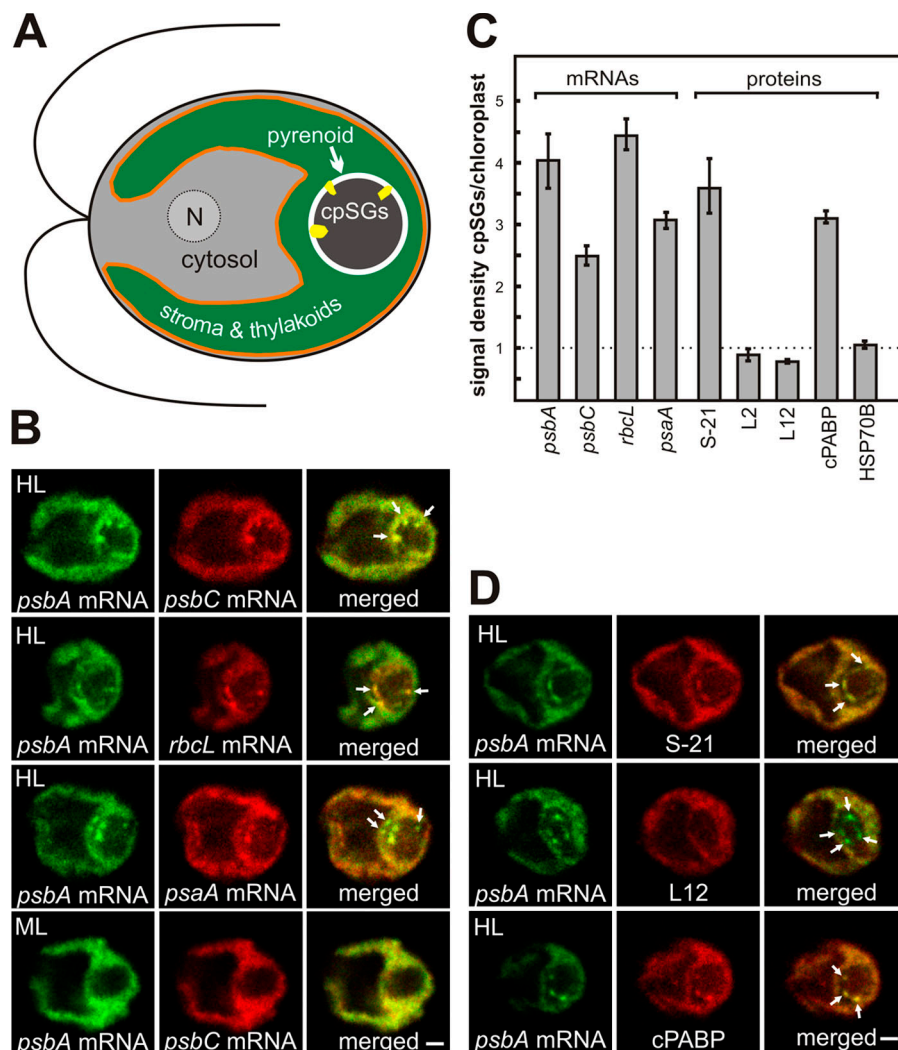 A
pyrenoid
cpSGs
N
cytosol
stroma & thylakoids
B
HL
psbA mRNA psbC mRNA merged
HL
psbA mRNA rbcL mRNA merged
HL
psbA mRNA psaA mRNA merged
ML
psbA mRNA psbC mRNA merged
C
signal density cpSGs/chloroplast
mRNAs proteins
5
4
3
2
1
psbA psbC rbcL psaA S-21 L2 L12 cPABP HSP70B
D
HL
psbA mRNA S-21 merged
HL
psbA mRNA L12 merged
HL
psbA mRNA cPABP merged